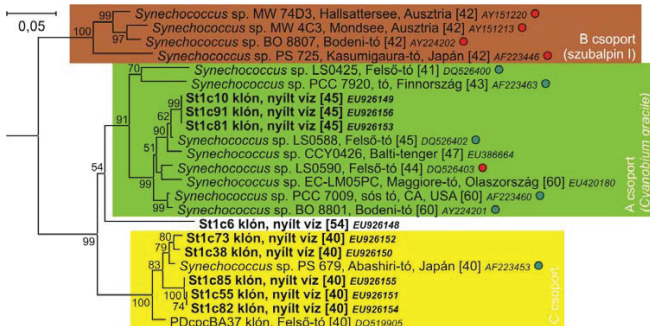 0,05
Synechococcus sp. MW 74D3, Hallsattersee, Ausztria [42] AY151220
Synechococcus sp. MW 4C3, Mondsee, Ausztria [42] AY151213
Synechococcus sp. BO 8807, Bodeni-tó [42] AY224202
Synechococcus sp. PS 725, Kasumigaura-tó, Japán [42] AF223446
B csoport
(szubalpin I)
Synechococcus sp. LS0425, Felső-tó [41] DQ526400
Synechococcus sp. PCC 7920, tó, Finnország [43] AF223463
St1c10 klón, nyílt víz [45] EU926149
St1c91 klón, nyílt víz [45] EU926156
St1c81 klón, nyílt víz [45] EU926153
Synechococcus sp. LS0588, Felső-tó [45] DQ526402
Synechococcus sp. CCY0426, Balti-tenger [47] EU386664
Synechococcus sp. LS0590, Felső-tó [44] DQ526403
Synechococcus sp. EC-LM05PC, Maggiore-tó, Olaszország [60] EU420180
Synechococcus sp. PCC 7009, sós tó, CA, USA [60] AF223460
Synechococcus sp. BO 8801, Bodeni-tó [60] AY224201
A csoport
(Cyanobium gracile)
St1c6 klón, nyílt víz [54] EU926148
St1c73 klón, nyílt víz [40] EU926152
St1c38 klón, nyílt víz [40] EU926150
Synechococcus sp. PS 679, Abashiri-tó, Japán [40] AF223453
St1c85 klón, nyílt víz [40] EU926155
St1c55 klón, nyílt víz [40] EU926151
St1c82 klón, nyílt víz [40] EU926154
PDcpcBA37 klón, Felső-tó [40] DQ519905
C csoport
99
97
100
70
91
99
62
90
51
99
99
54
99
80
79
83
100
74
100